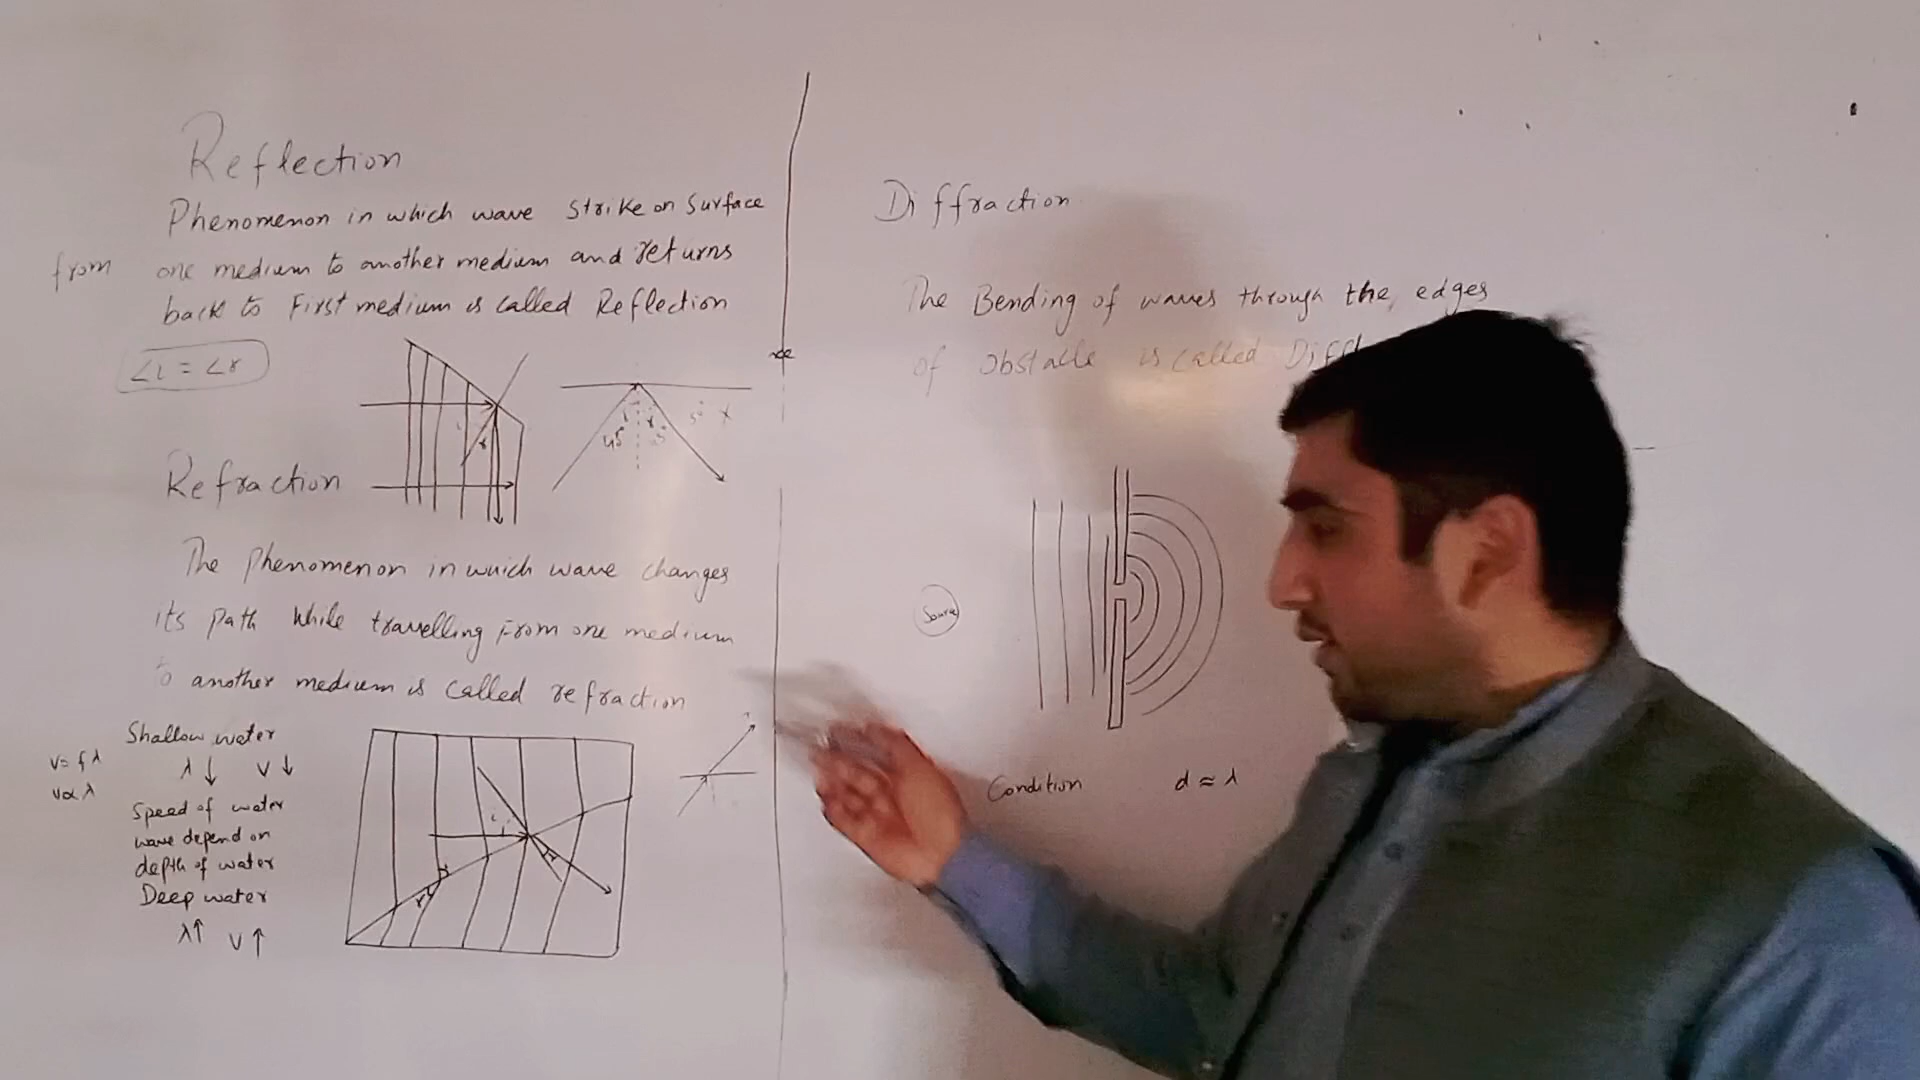 Reflection
Phenomenon in which wave strike on surface
from one medium to another medium and returns
back to First medium is called Reflection
∠i = ∠r
i
r
i
r
45°
45°
5° x
Refraction
The Phenomenon in which wave changes
its path while travelling from one medium
to another medium is called refraction
Shallow water
λ ↓ v ↓
v = f λ
v ∝ λ
Speed of water
wave depend on
depth of water
Deep water
λ↑ v ↑
i
r
r
Diffraction
The Bending of waves through the edges
of obstacle is called Diff
Source
Condition d ≈ λ